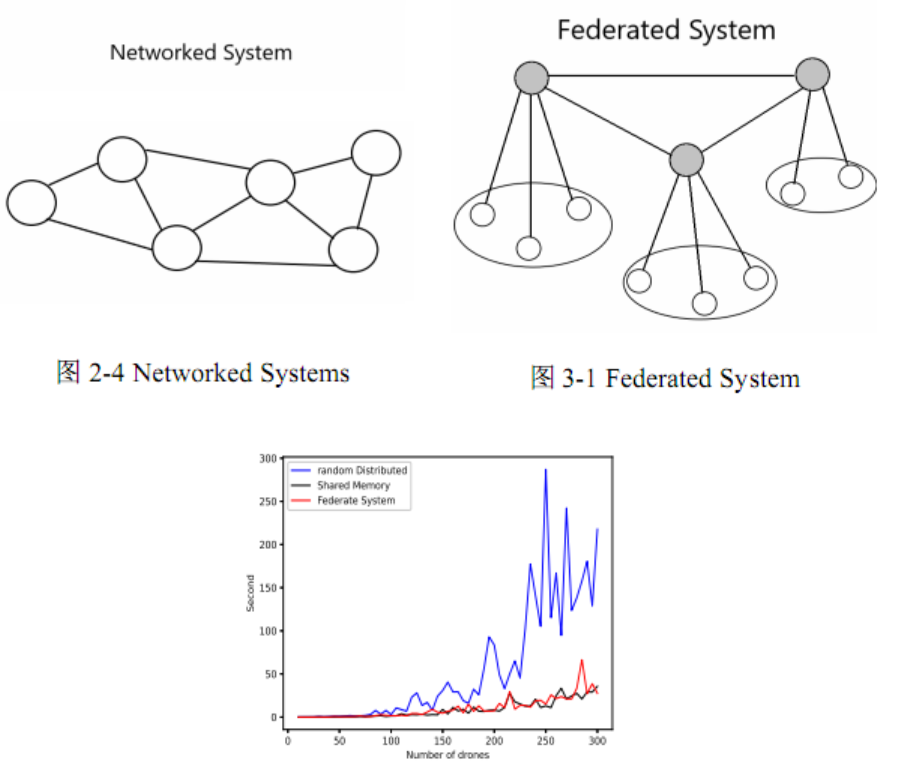 Networked System
Federated System
图 2-4 Networked Systems
图 3-1 Federated System
random Distributed
Shared Memory
Federate System
300
250
200
150
100
50
0
Second
0 50 100 150 200 250 300
Number of drones